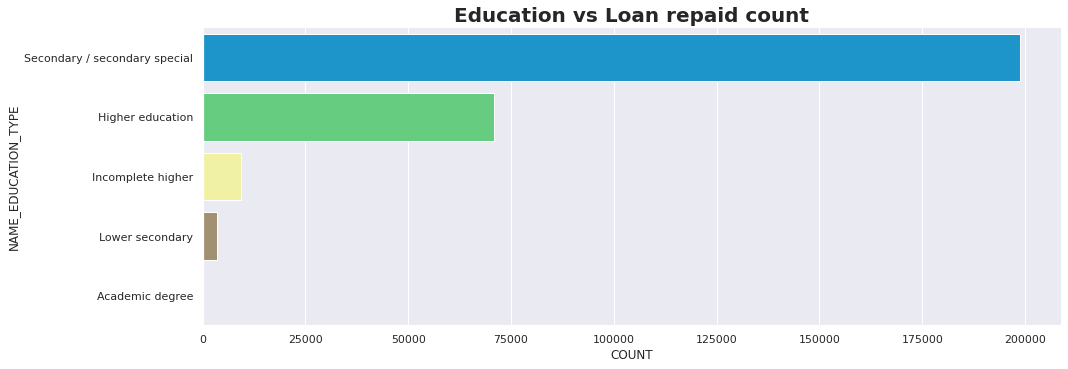 Education vs Loan repaid count
NAME_EDUCATION_TYPE
Secondary / secondary special
Higher education
Incomplete higher
Lower secondary
Academic degree
0 25000 50000 75000 100000 125000 150000 175000 200000
COUNT